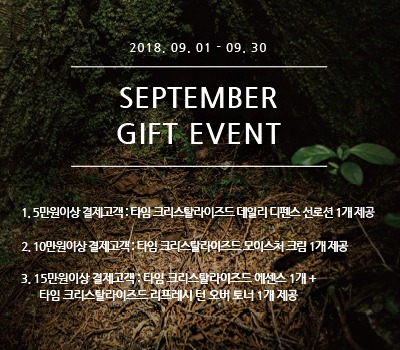 2018. 09. 01 - 09. 30
SEPTEMBER
GIFT EVENT
1. 5만원이상 결제고객 : 타임 크리스탈라이즈드 데일리 디펜스 선로션 1개 제공
2. 10만원이상 결제고객 : 타임 크리스탈라이즈드 모이스처 크림 1개 제공
3. 15만원이상 결제고객 : 타임 크리스탈라이즈드 에센스 1개 +
타임 크리스탈라이즈드 리프레시 턴 오버 토너 1개 제공